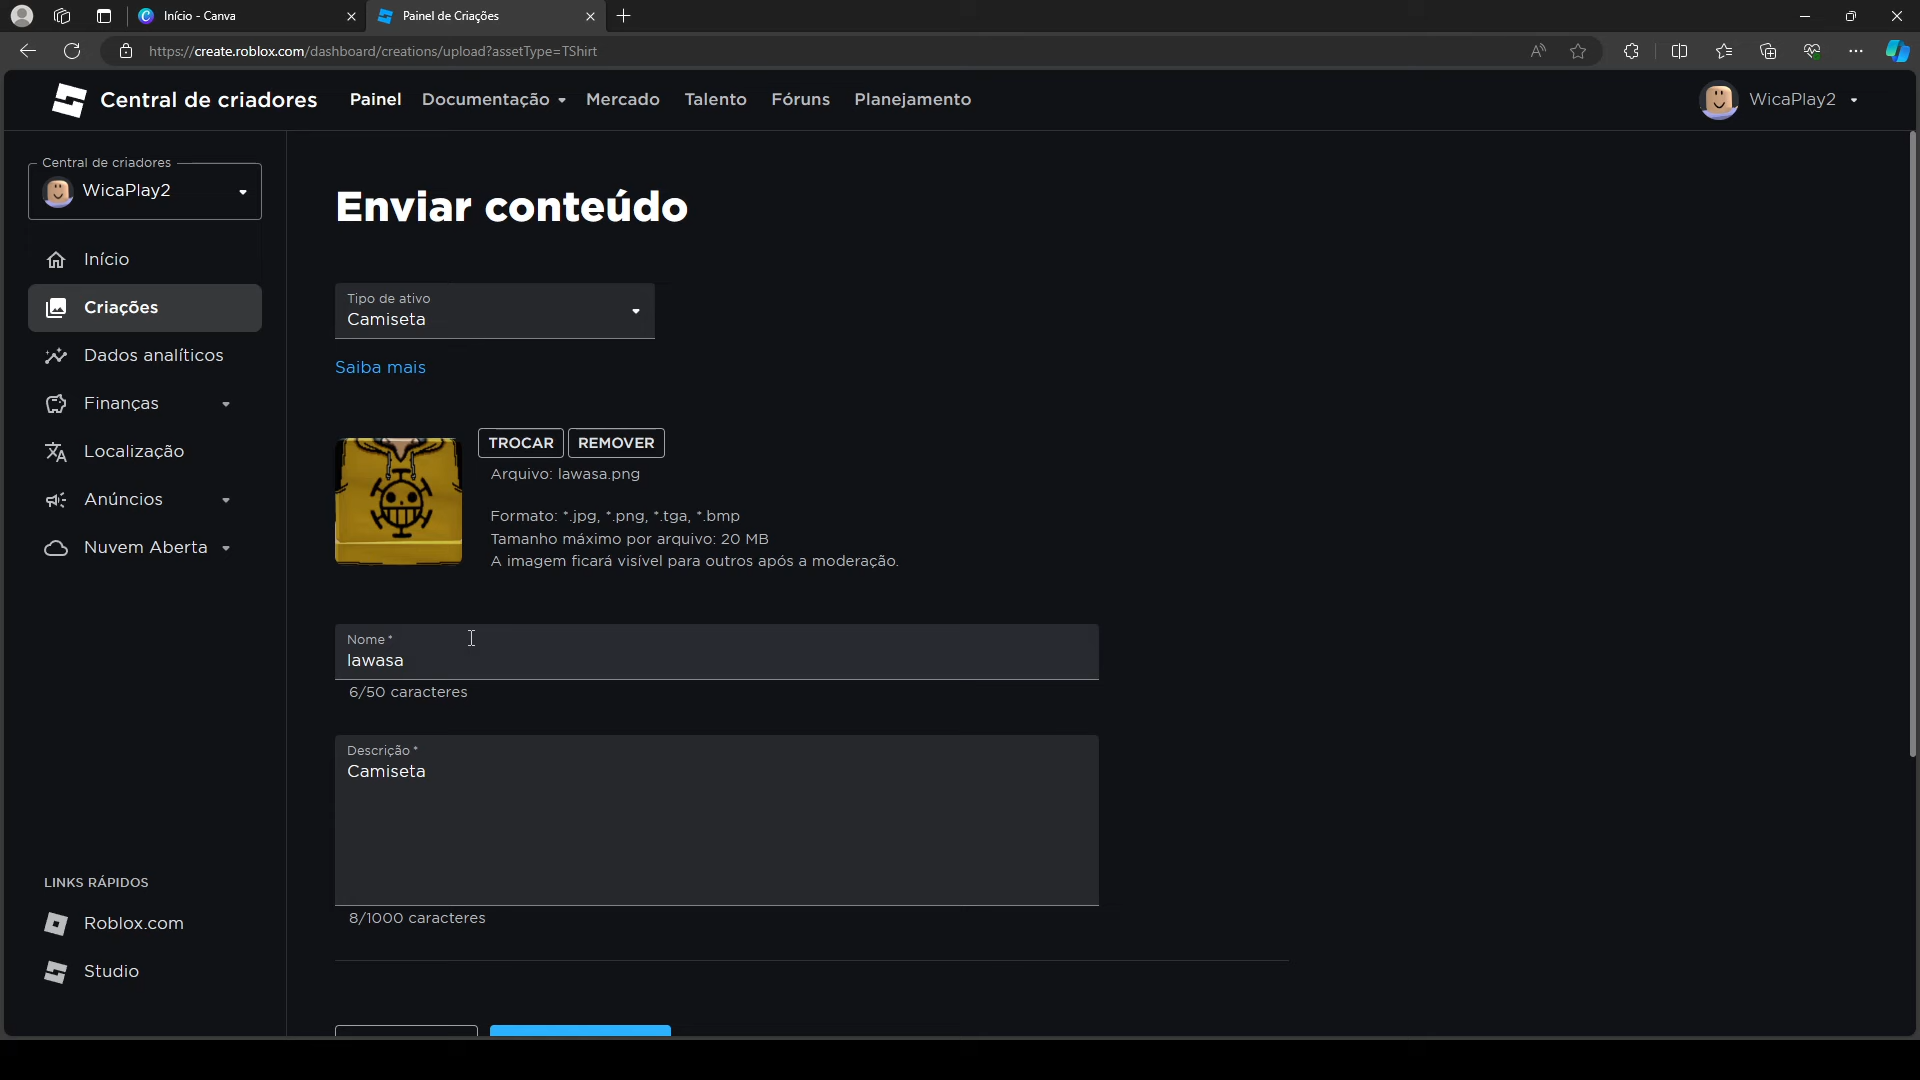 Início - Canva
Painel de Criações
https://create.roblox.com/dashboard/creations/upload?assetType=TShirt
Central de criadores
Painel
Documentação
Mercado
Talento
Fóruns
Planejamento
WicaPlay2
Central de criadores
WicaPlay2
Início
Criações
Dados analíticos
Finanças
Localização
Anúncios
Nuvem Aberta
LINKS RÁPIDOS
Roblox.com
Studio
Enviar conteúdo
Tipo de ativo
Camiseta
Saiba mais
TROCAR
REMOVER
Arquivo: lawasa.png
Formato: *.jpg, *.png, *.tga, *.bmp
Tamanho máximo por arquivo: 20 MB
A imagem ficará visível para outros após a moderação.
Nome *
lawasa
6/50 caracteres
Descrição *
Camiseta
8/1000 caracteres